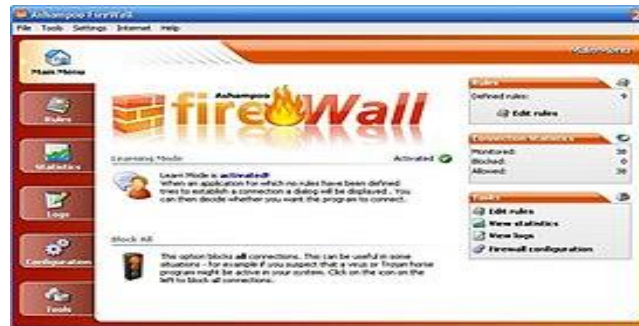 Ashampoo FireWall
File Tools Settings Internet Help
Main Menu
Main Menu
Rules
Statistics
Logs
Configuration
Tools
Ashampoo
fireWall
Learning Mode
Activated
Learn Mode is activated!
When an application for which no rules have been defined
tries to establish a connection a dialog will be displayed. You
can then decide whether you want the program to connect.
Block All
This option blocks all connections. This can be useful in some
situations - for example if you suspect that a virus or Trojan horse
program might be active in your system. Click on the icon on the
left to block all connections.
Rules
Defined rules: 9
Edit rules
Connection Statistics
Monitored: 38
Blocked: 0
Allowed: 38
Tasks
Edit rules
View statistics
View logs
Firewall configuration